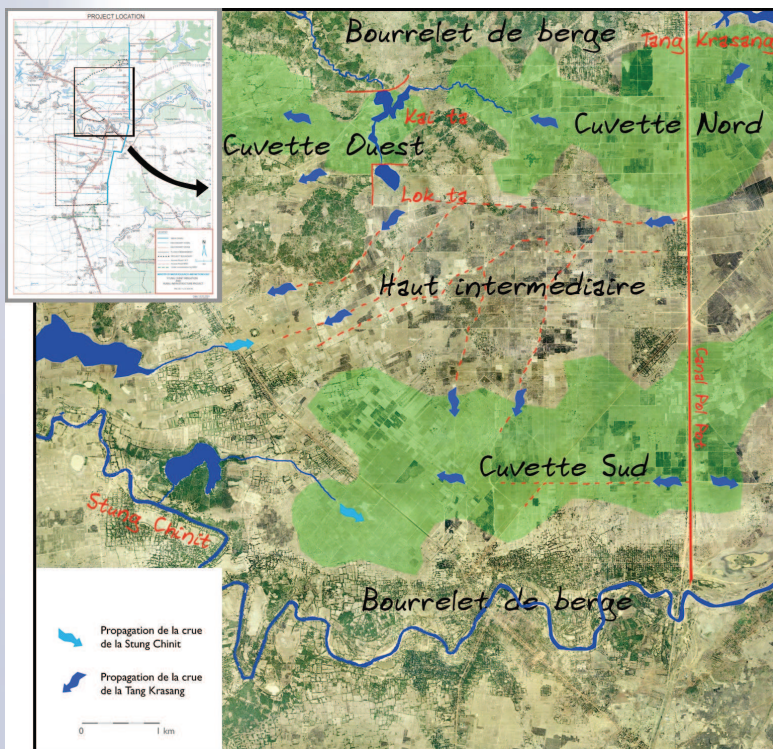 PROJECT LOCATION
Bourrelet de berge
Tang Krasang
Kai ta
Cuvette Nord
Cuvette Ouest
Lok ta
Haut intermédiaire
Canal Pol Pot
Cuvette Sud
Stung Chinit
Bourrelet de berge
Propagation de la crue
de la Stung Chinit
Propagation de la crue
de la Tang Krasang
0 1 km